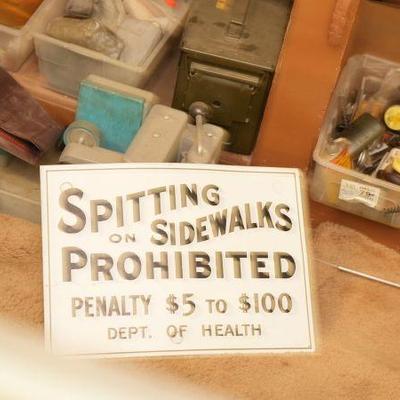 SPITTING
ON SIDEWALKS
PROHIBITED
PENALTY $5 TO $100
DEPT. OF HEALTH